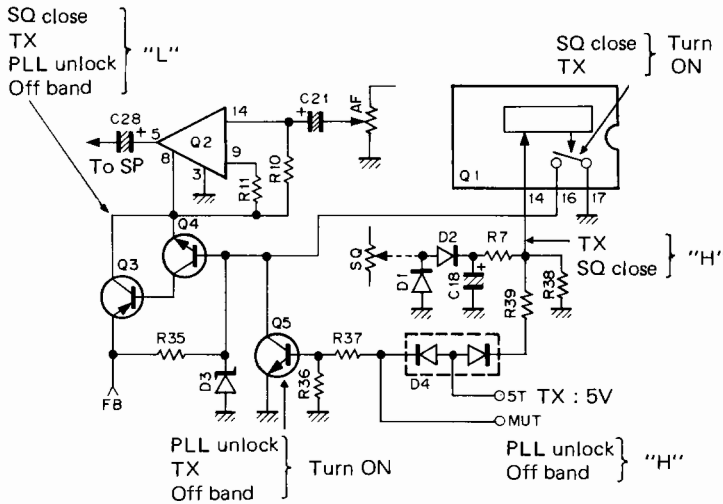 SQ close
TX
PLL unlock
Off band
"L"
SQ close
TX
Turn
ON
C28
5
To SP
8
Q2
3
14
9
C21
AF
R11
R10
Q1
14
16
17
Q4
Q3
SQ
D1
D2
C18
R7
TX
SQ close
"H"
R38
R39
Q5
R35
R37
R36
D3
D4
FB
5T TX : 5V
MUT
PLL unlock
TX
Off band
Turn ON
PLL unlock
Off band
"H"